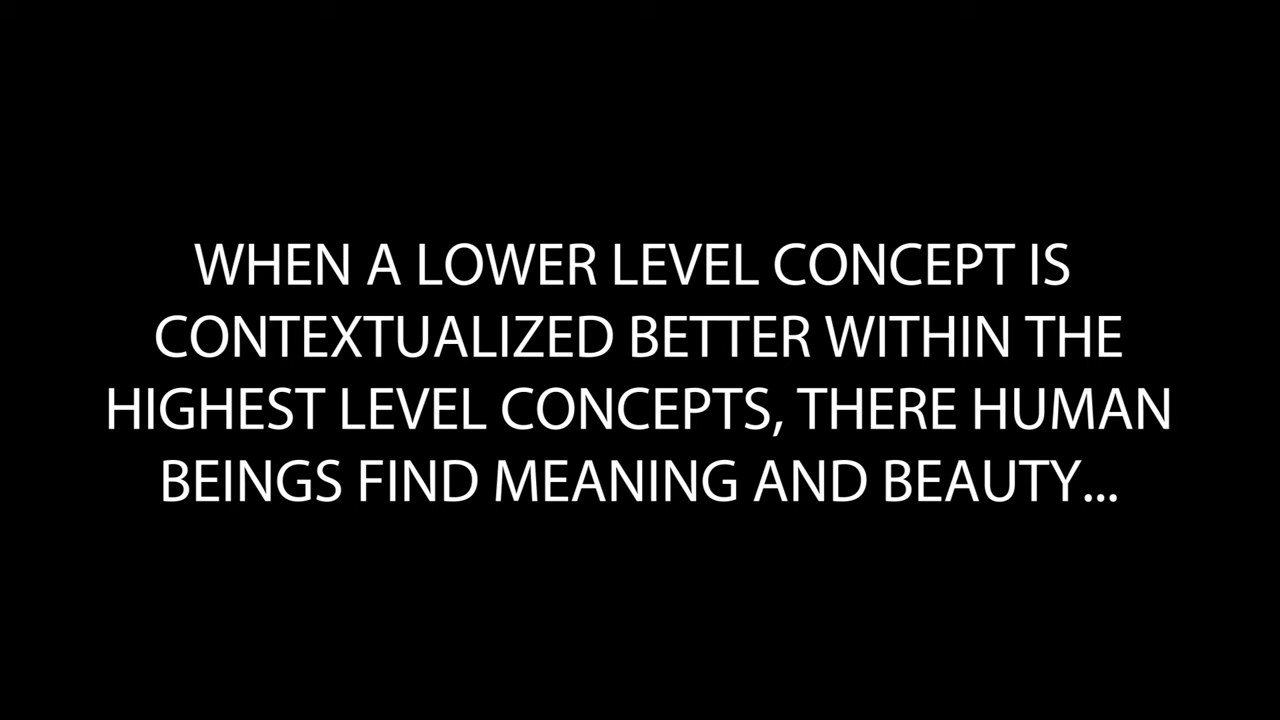 WHEN A LOWER LEVEL CONCEPT IS
CONTEXTUALIZED BETTER WITHIN THE
HIGHEST LEVEL CONCEPTS, THERE HUMAN
BEINGS FIND MEANING AND BEAUTY...